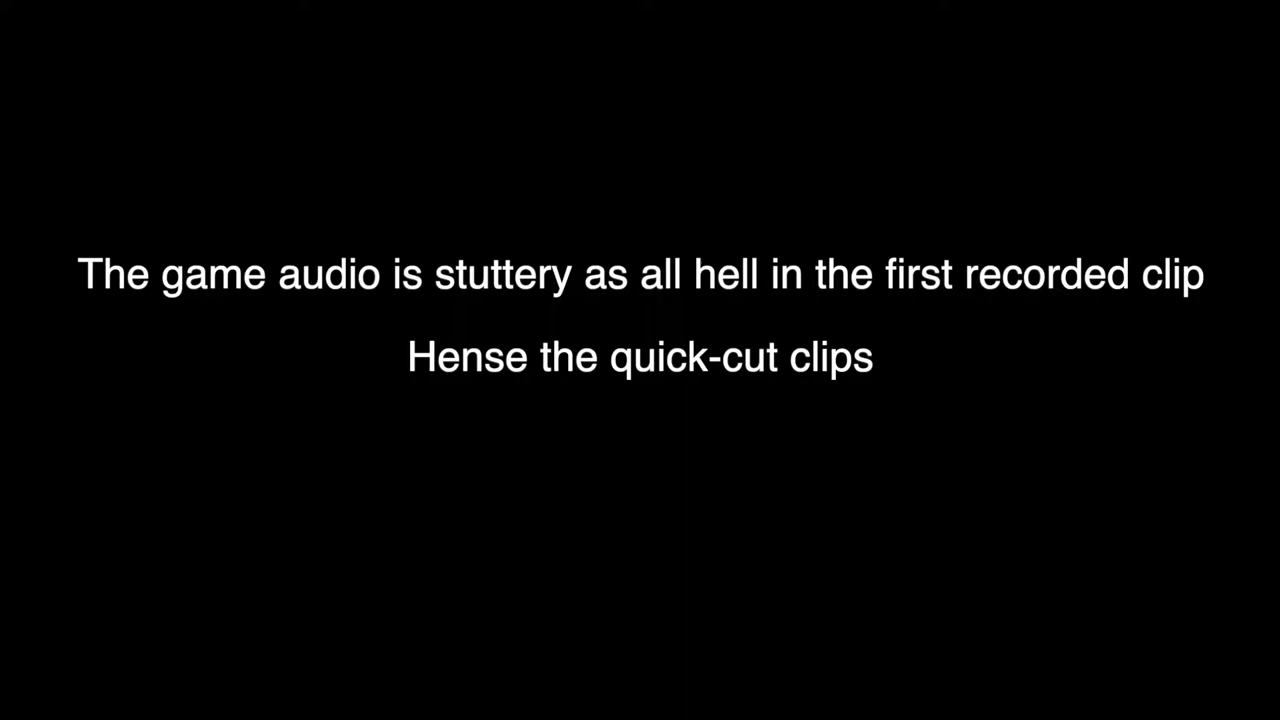 The game audio is stuttery as all hell in the first recorded clip
Hense the quick-cut clips